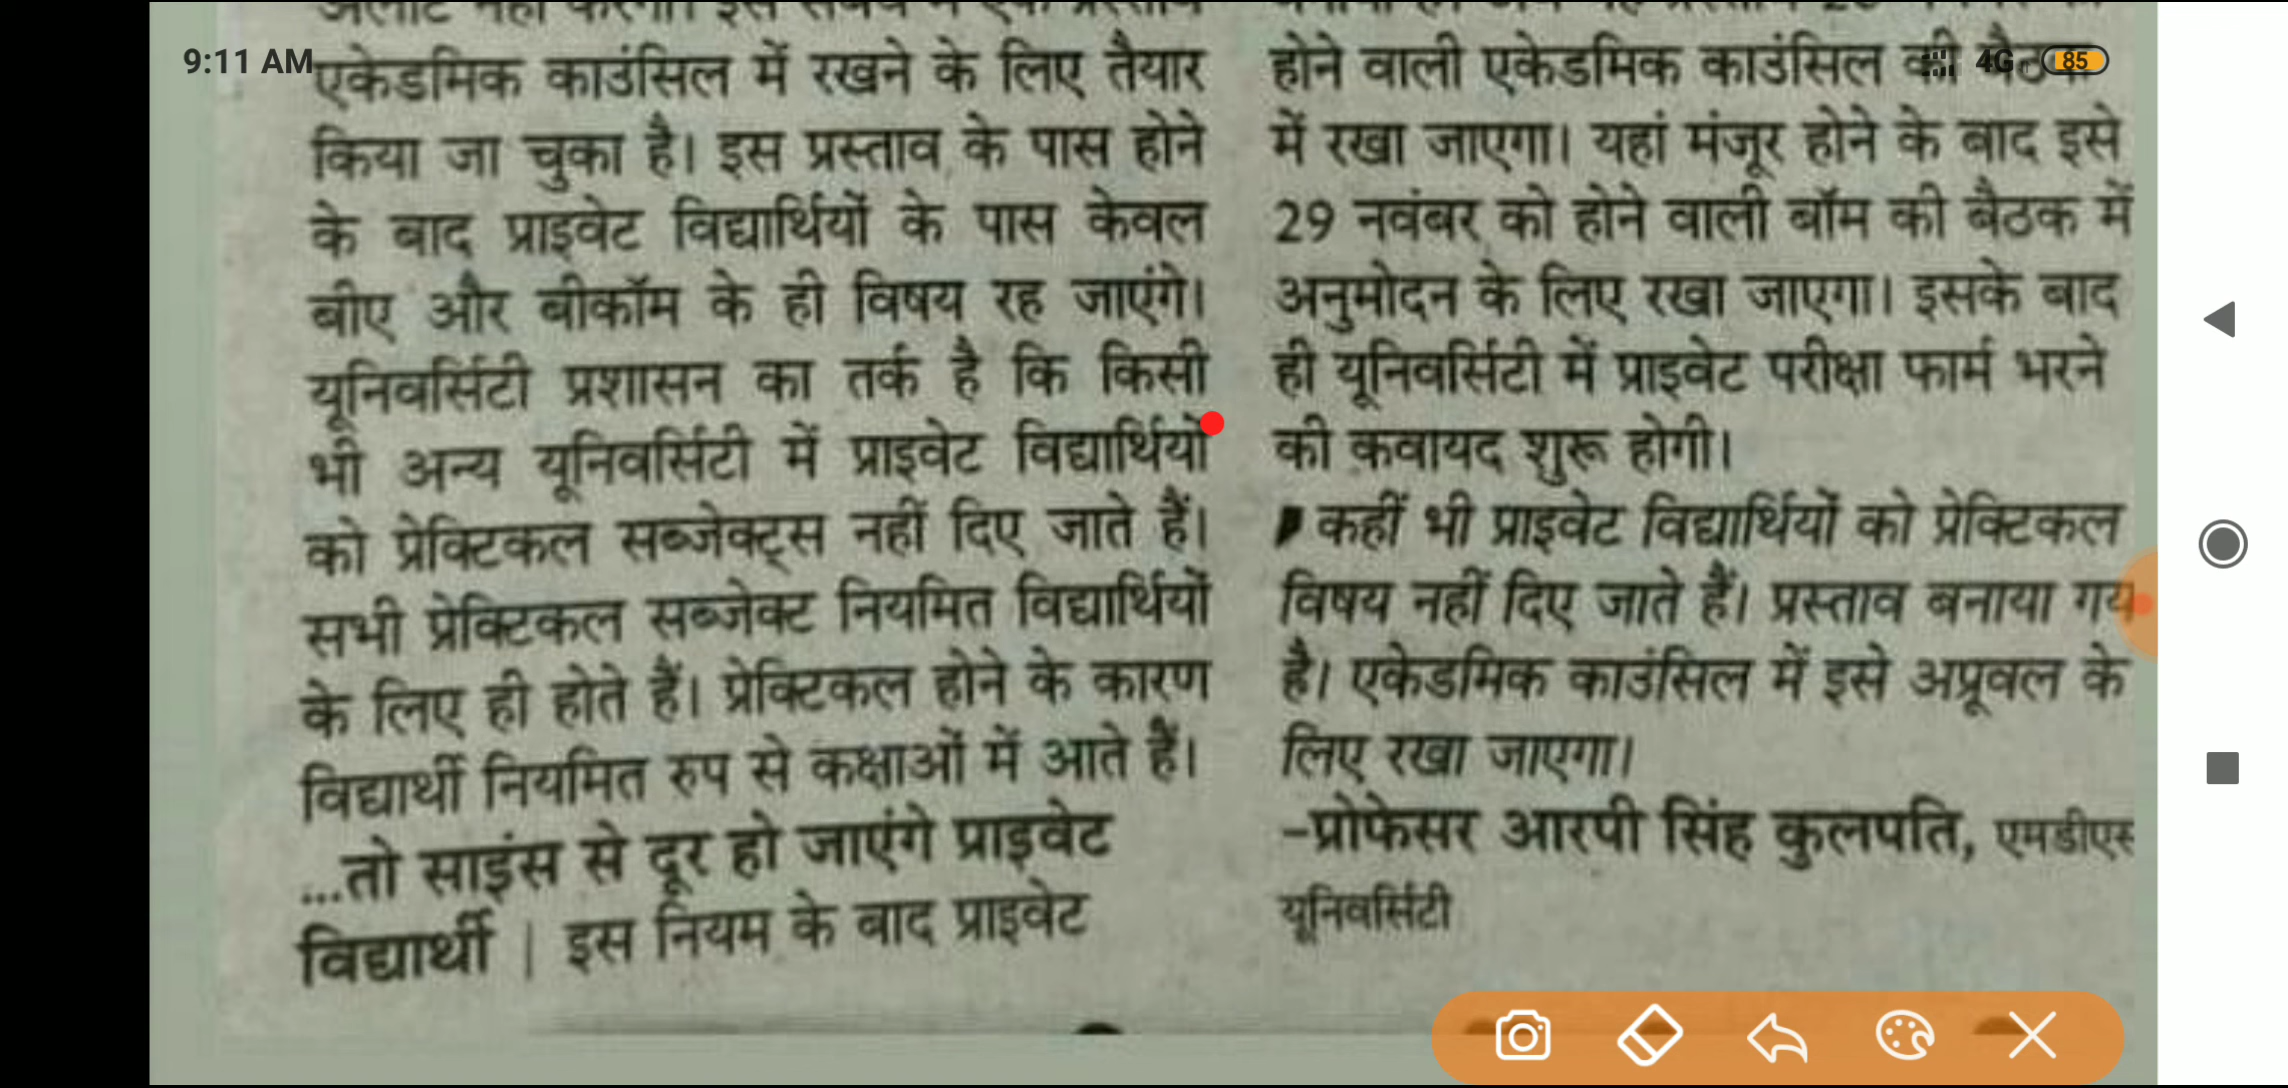 9:11 AM
4G
85
एकेडमिक काउंसिल में रखने के लिए तैयार
किया जा चुका है। इस प्रस्ताव के पास होने
के बाद प्राइवेट विद्यार्थियों के पास केवल
बीए और बीकॉम के ही विषय रह जाएंगे।
यूनिवर्सिटी प्रशासन का तर्क है कि किसी
भी अन्य यूनिवर्सिटी में प्राइवेट विद्यार्थियों
को प्रेक्टिकल सब्जेक्ट्स नहीं दिए जाते हैं।
सभी प्रेक्टिकल सब्जेक्ट नियमित विद्यार्थियों
के लिए ही होते हैं। प्रेक्टिकल होने के कारण
विद्यार्थी नियमित रुप से कक्षाओं में आते हैं।
...तो साइंस से दूर हो जाएंगे प्राइवेट
विद्यार्थी | इस नियम के बाद प्राइवेट
होने वाली एकेडमिक काउंसिल की बैठक
में रखा जाएगा। यहां मंजूर होने के बाद इसे
29 नवंबर को होने वाली बॉम की बैठक में
अनुमोदन के लिए रखा जाएगा। इसके बाद
ही यूनिवर्सिटी में प्राइवेट परीक्षा फार्म भरने
की कवायद शुरू होगी।
कहीं भी प्राइवेट विद्यार्थियों को प्रेक्टिकल
विषय नहीं दिए जाते हैं। प्रस्ताव बनाया
है। एकेडमिक काउंसिल में इसे अप्रूवल के
लिए रखा जाएगा।
-प्रोफेसर आरपी सिंह कुलपति, एमडीएस
यूनिवर्सिटी